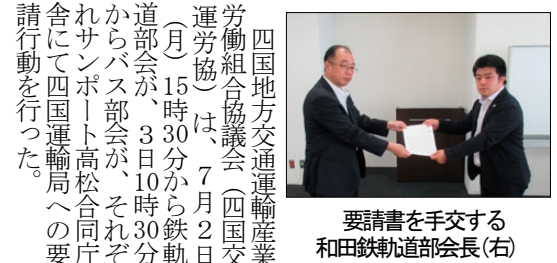 四国地方交通運輸産業
労働組合協議会（四国交
運労協）は、７月２日
（月）15時30分から鉄軌
道部会が、３日10時30分
からバス部会が、それぞ
れサンポート高松合同庁
舎にて四国運輸局への要
請行動を行った。
要請書を手交する
和田鉄軌道部会長（右）